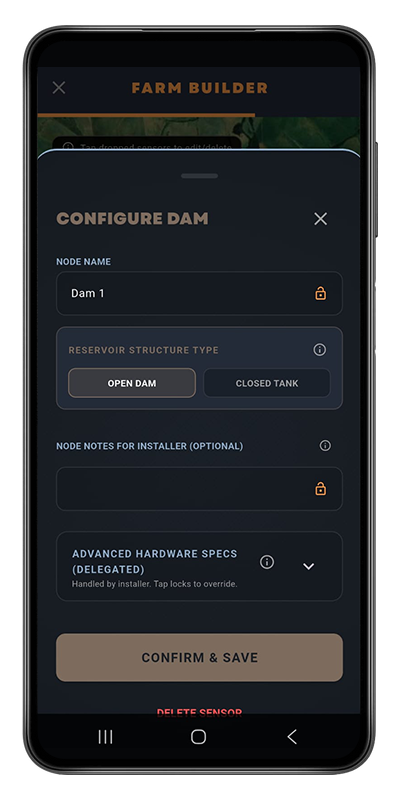 FARM BUILDER
Tap dropped sensors to edit/delete
CONFIGURE DAM
NODE NAME
Dam 1
RESERVOIR STRUCTURE TYPE
OPEN DAM
CLOSED TANK
NODE NOTES FOR INSTALLER (OPTIONAL)
ADVANCED HARDWARE SPECS
(DELEGATED)
Handled by installer. Tap locks to override.
CONFIRM & SAVE
DELETE SENSOR